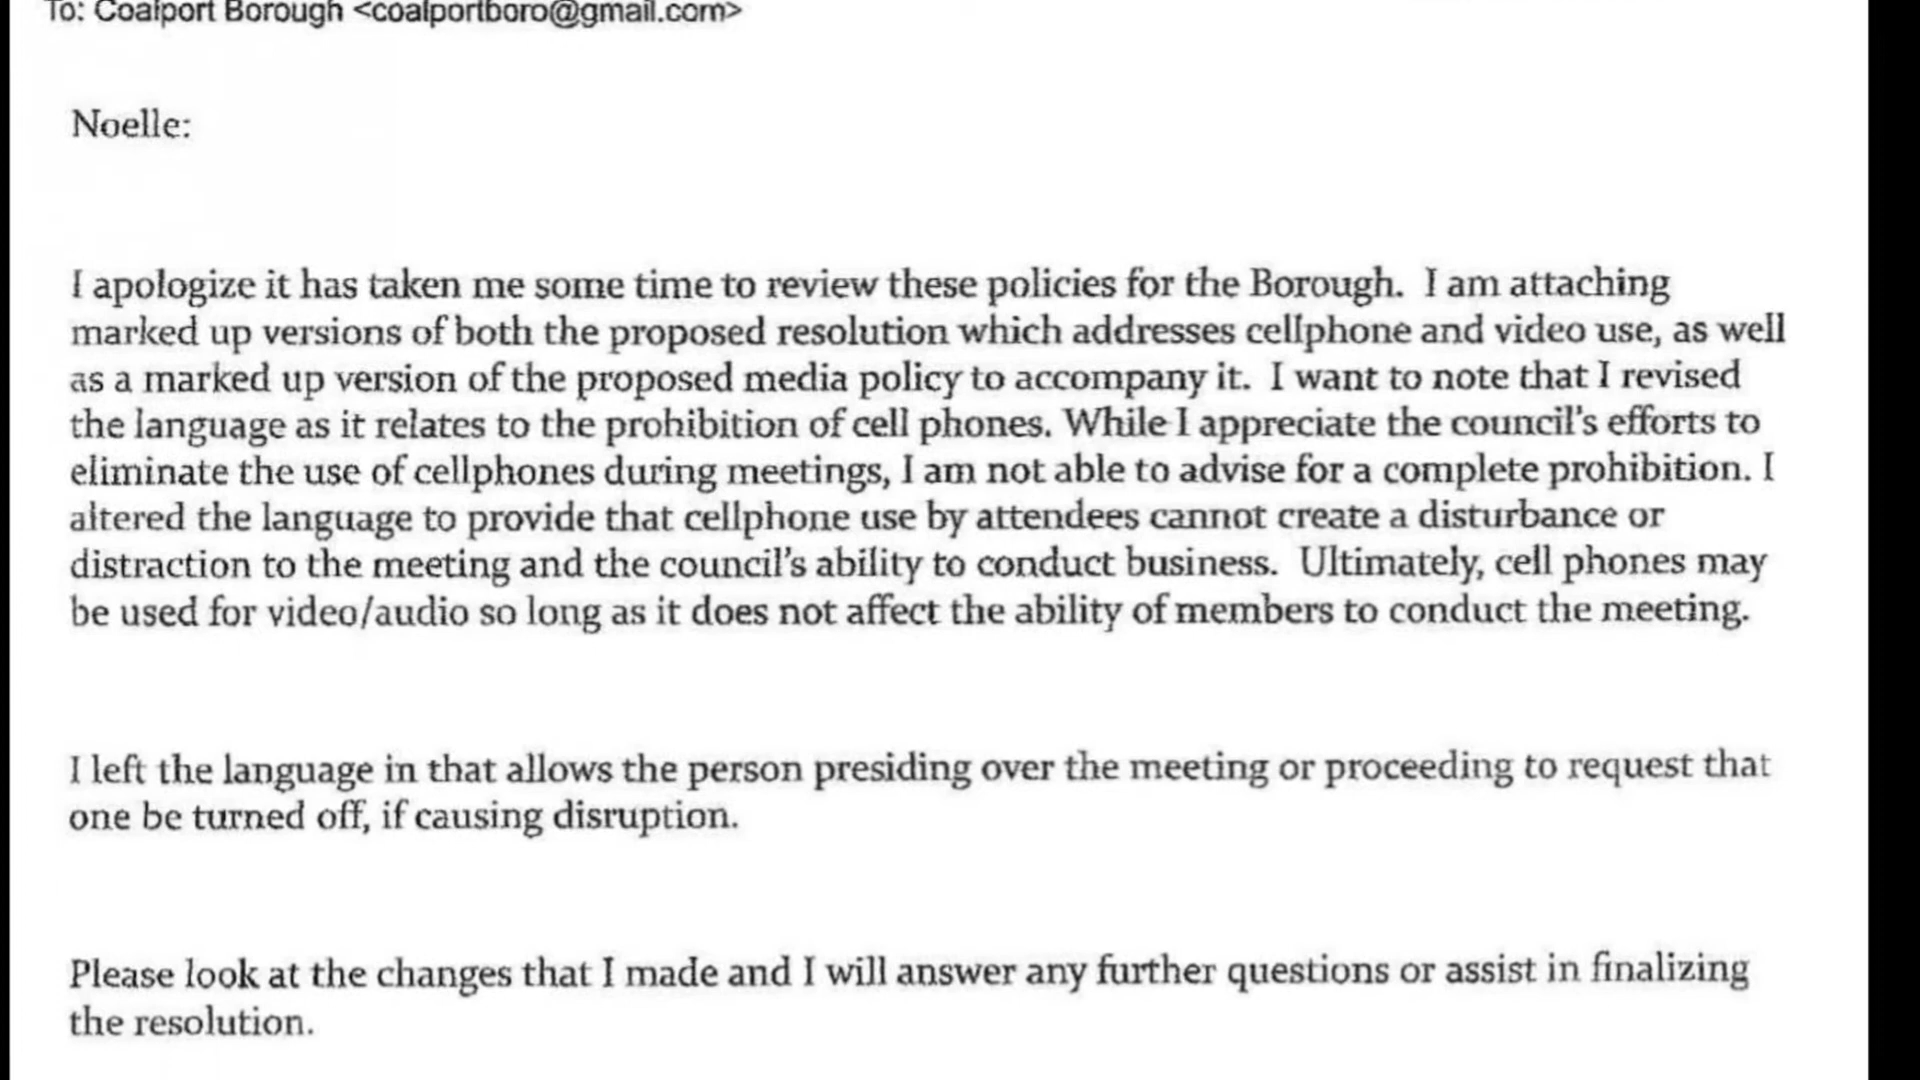 To: Coalport Borough <coalportboro@gmail.com>
Noelle:
I apologize it has taken me some time to review these policies for the Borough. I am attaching
marked up versions of both the proposed resolution which addresses cellphone and video use, as well
as a marked up version of the proposed media policy to accompany it. I want to note that I revised
the language as it relates to the prohibition of cell phones. While I appreciate the council's efforts to
eliminate the use of cellphones during meetings, I am not able to advise for a complete prohibition. I
altered the language to provide that cellphone use by attendees cannot create a disturbance or
distraction to the meeting and the council's ability to conduct business. Ultimately, cell phones may
be used for video/audio so long as it does not affect the ability of members to conduct the meeting.
I left the language in that allows the person presiding over the meeting or proceeding to request that
one be turned off, if causing disruption.
Please look at the changes that I made and I will answer any further questions or assist in finalizing
the resolution.